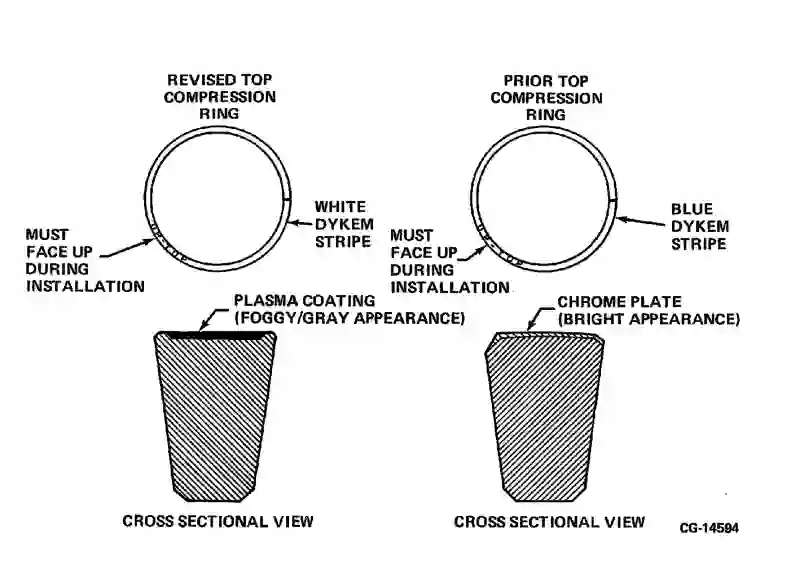 REVISED TOP
COMPRESSION
RING
PRIOR TOP
COMPRESSION
RING
WHITE
DYKEM
STRIPE
BLUE
DYKEM
STRIPE
MUST
FACE UP
DURING
INSTALLATION
MUST
FACE UP
DURING
INSTALLATION
PLASMA COATING
(FOGGY/GRAY APPEARANCE)
CHROME PLATE
(BRIGHT APPEARANCE)
CROSS SECTIONAL VIEW
CROSS SECTIONAL VIEW
CG-14594